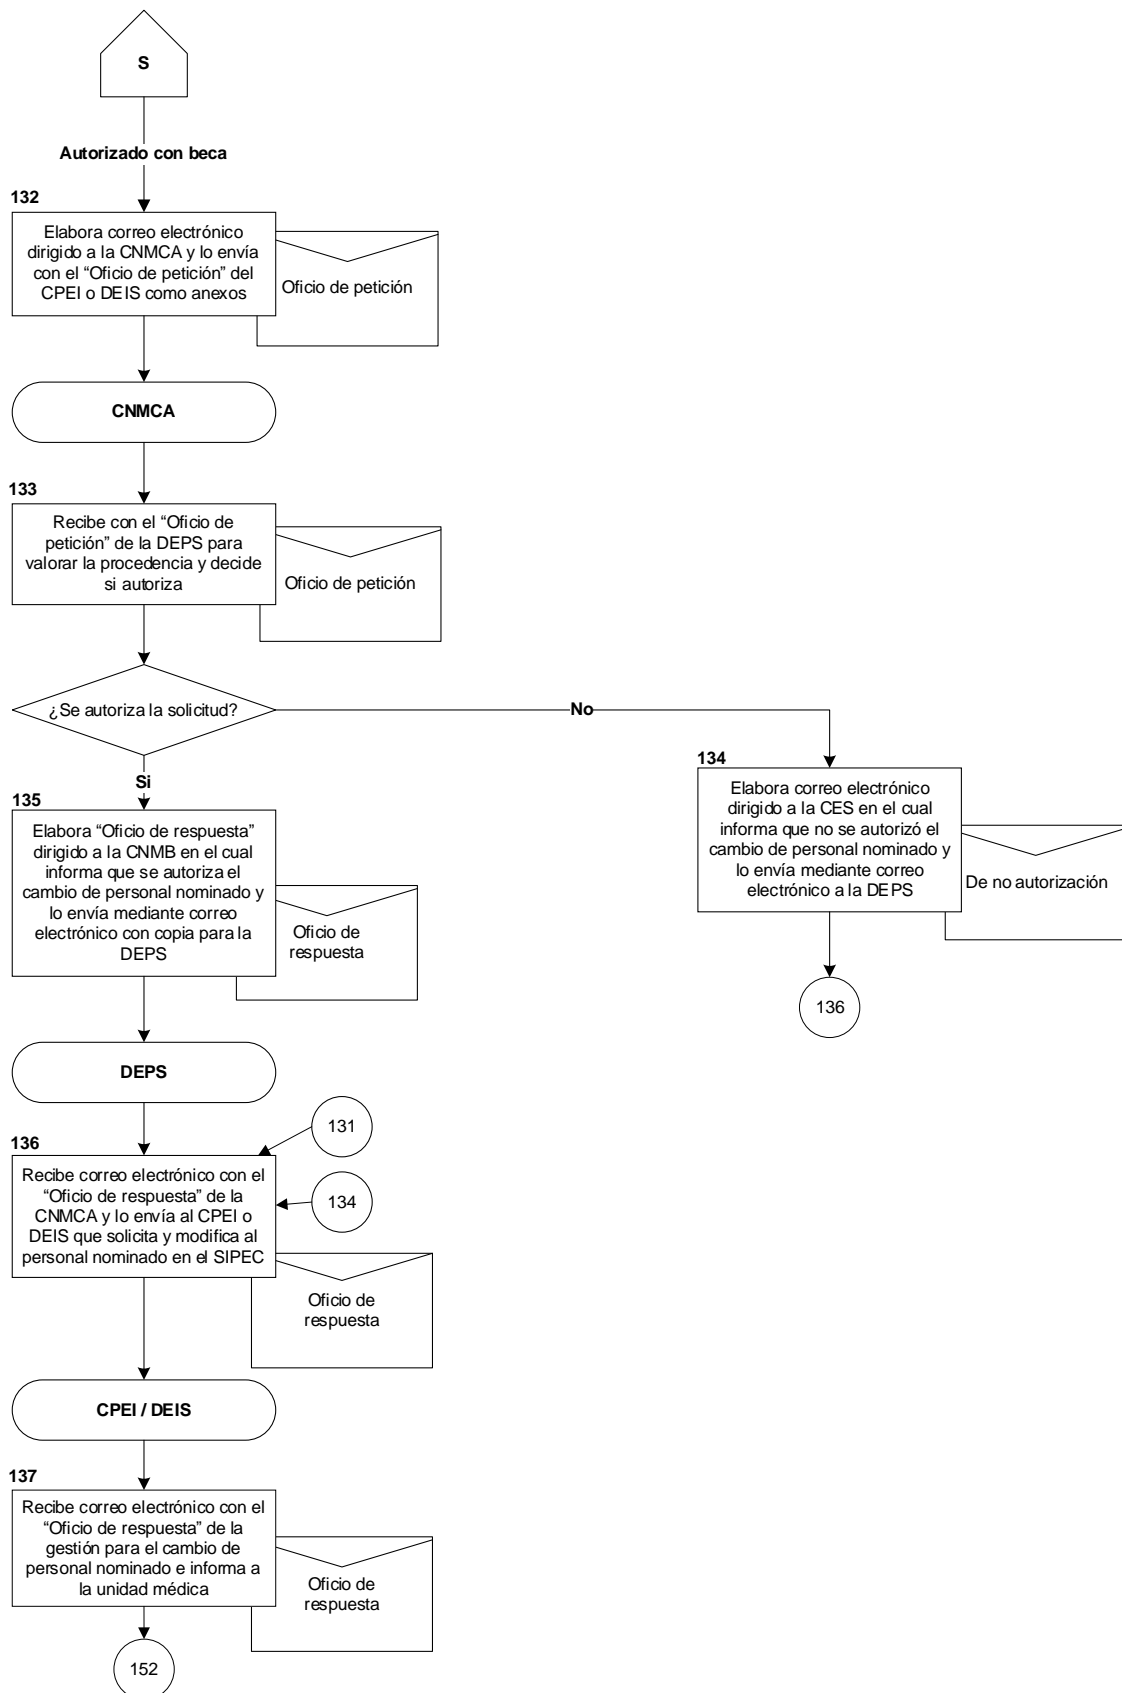 S
Autorizado con beca
132
Elabora correo electrónico
dirigido a la CNMCA y lo envía
con el “Oficio de petición” del
CPEI o DEIS como anexos
Oficio de petición
CNMCA
133
Recibe con el “Oficio de
petición” de la DEPS para
valorar la procedencia y decide
si autoriza
Oficio de petición
¿Se autoriza la solicitud?
No
Si
134
Elabora correo electrónico
dirigido a la CES en el cual
informa que no se autorizó el
cambio de personal nominado y
lo envía mediante correo
electrónico a la DEPS
De no autorización
136
135
Elabora “Oficio de respuesta”
dirigido a la CNMB en el cual
informa que se autoriza el
cambio de personal nominado y
lo envía mediante correo
electrónico con copia para la
DEPS
Oficio de
respuesta
DEPS
131
136
Recibe correo electrónico con el
“Oficio de respuesta” de la
CNMCA y lo envía al CPEI o
DEIS que solicita y modifica al
personal nominado en el SIPEC
134
Oficio de
respuesta
CPEI / DEIS
137
Recibe correo electrónico con el
“Oficio de respuesta” de la
gestión para el cambio de
personal nominado e informa a
la unidad médica
Oficio de
respuesta
152